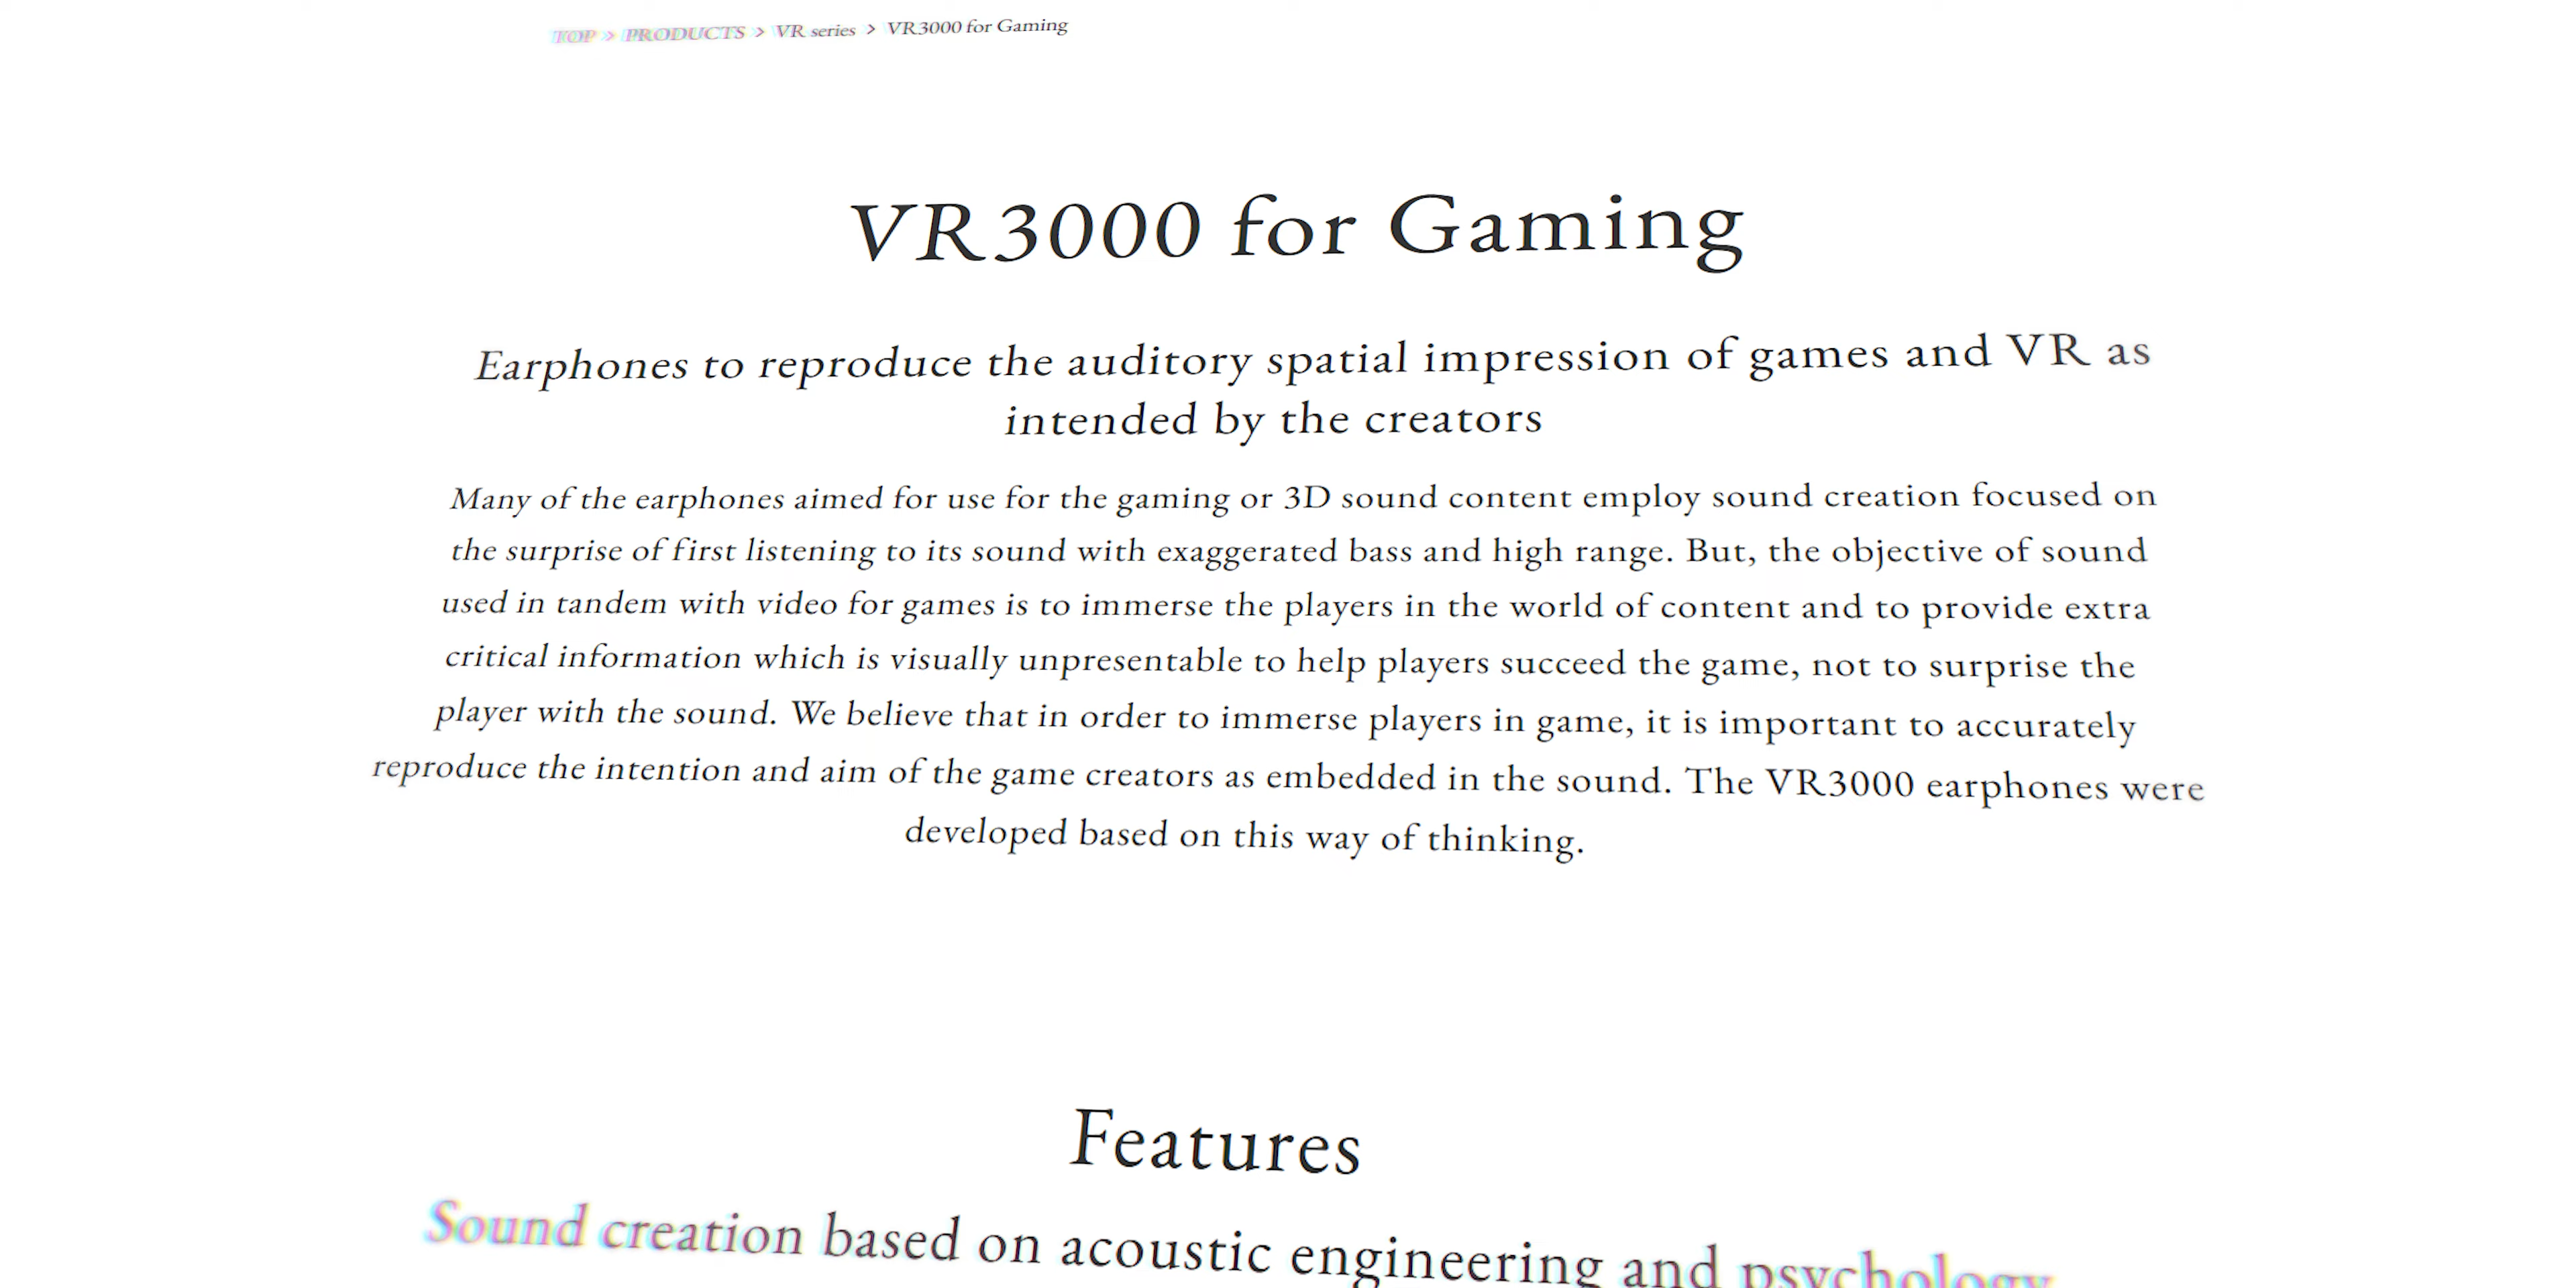 TOP > PRODUCTS > VR series > VR3000 for Gaming
VR3000 for Gaming
Earphones to reproduce the auditory spatial impression of games and VR as
intended by the creators
Many of the earphones aimed for use for the gaming or 3D sound content employ sound creation focused on
the surprise of first listening to its sound with exaggerated bass and high range. But, the objective of sound
used in tandem with video for games is to immerse the players in the world of content and to provide extra
critical information which is visually unpresentable to help players succeed the game, not to surprise the
player with the sound. We believe that in order to immerse players in game, it is important to accurately
reproduce the intention and aim of the game creators as embedded in the sound. The VR3000 earphones were
developed based on this way of thinking.
Features
Sound creation based on acoustic engineering and psychology